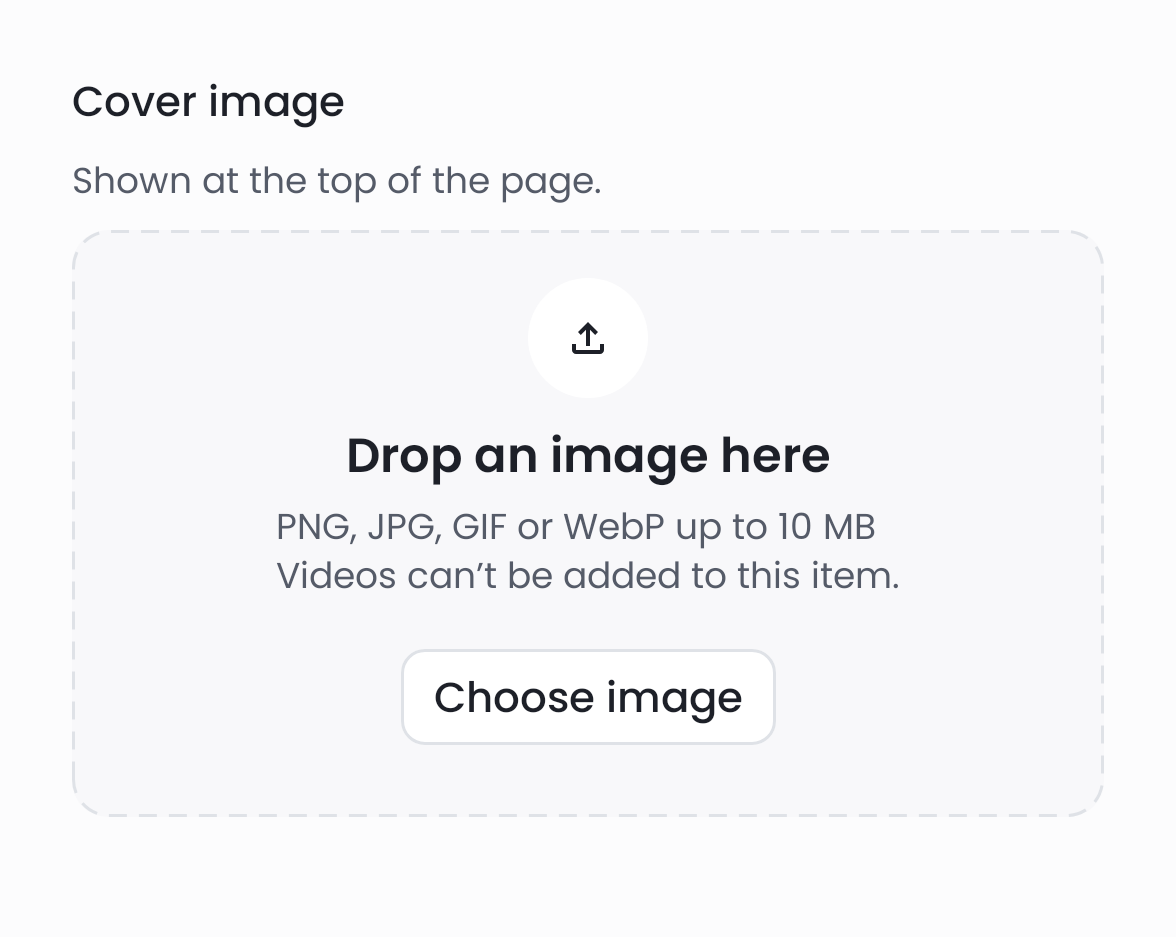 Cover image
Shown at the top of the page.
Drop an image here
PNG, JPG, GIF or WebP up to 10 MB
Videos can’t be added to this item.
Choose image